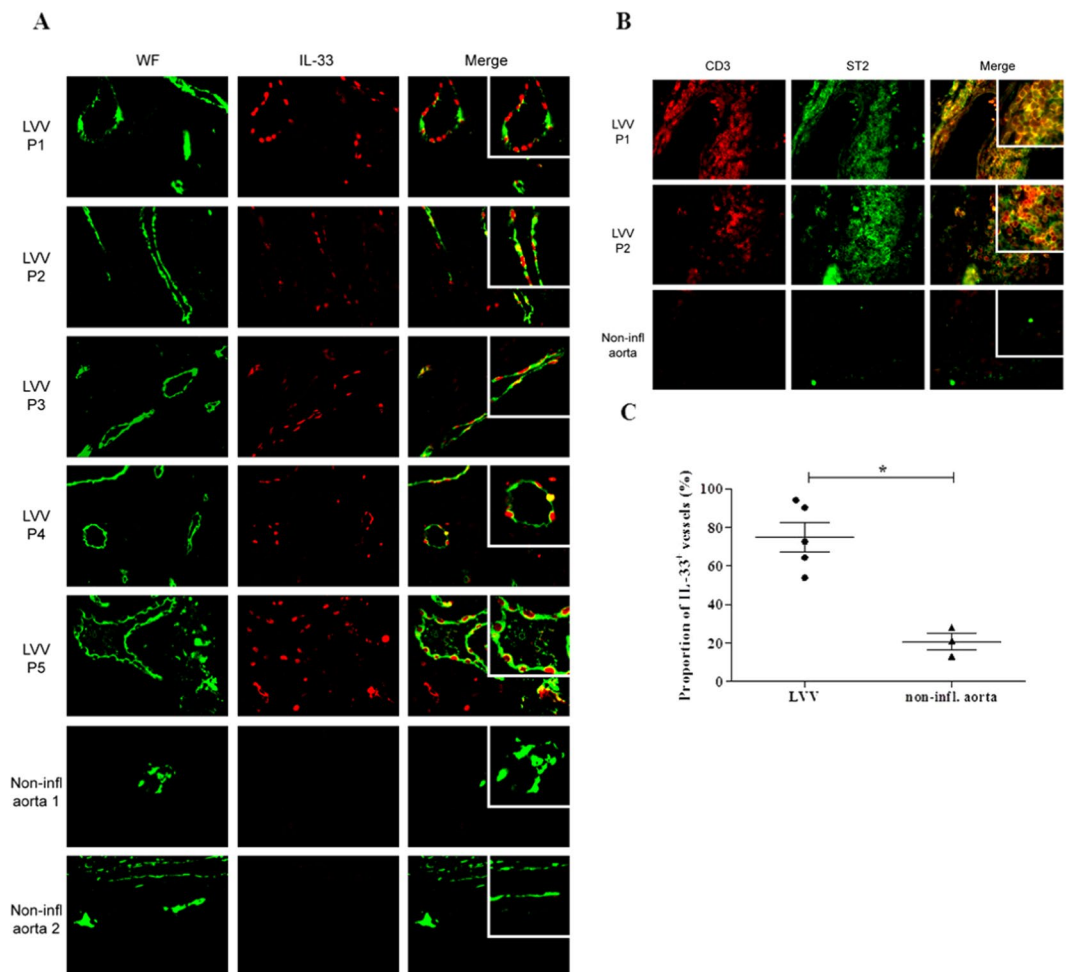 A
WF IL-33 Merge
LVV
P1
LVV
P2
LVV
P3
LVV
P4
LVV
P5
Non-infl
aorta 1
Non-infl
aorta 2
B
CD3 ST2 Merge
LVV
P1
LVV
P2
Non-infl
aorta
C
Proportion of IL-33⁺ vessels (%)
*
100
80
60
40
20
0
LVV non-infl. aorta